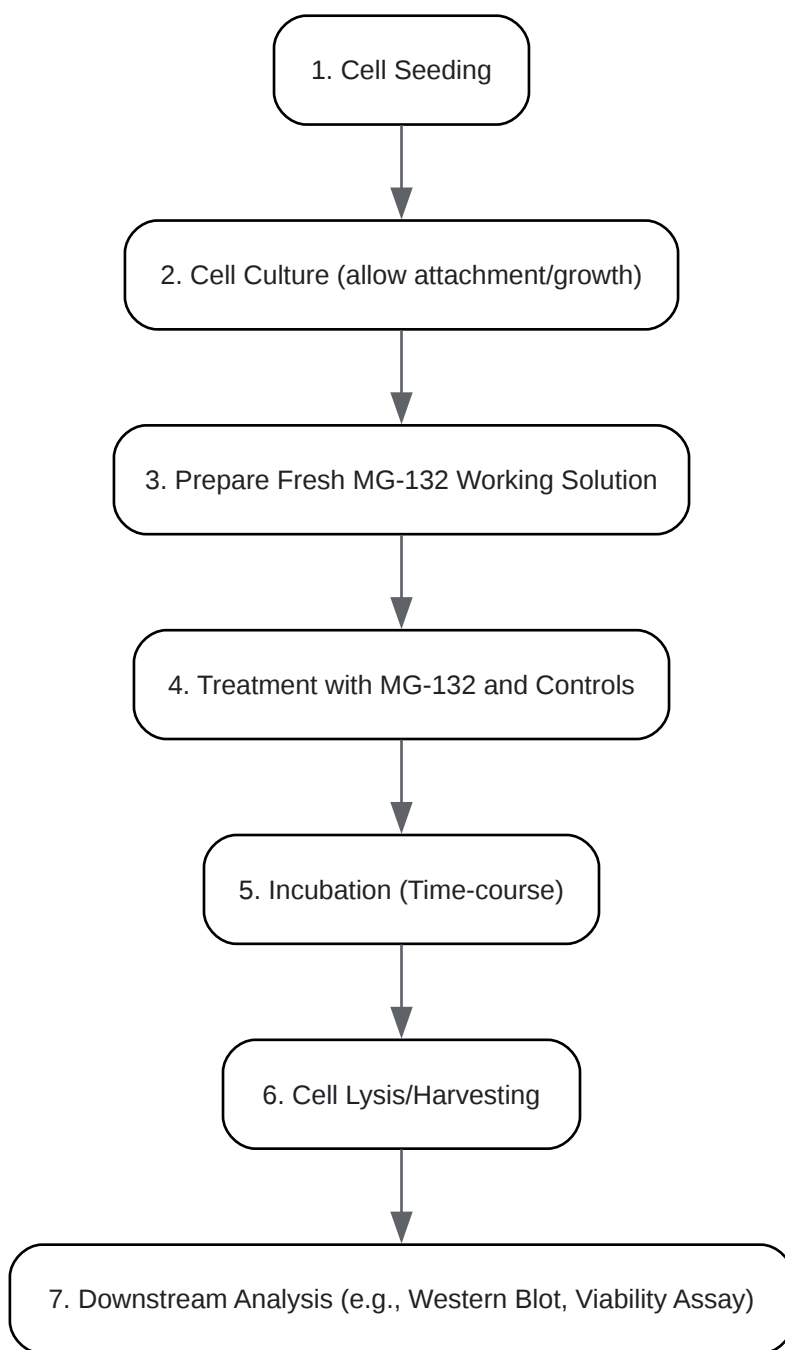 1. Cell Seeding
2. Cell Culture (allow attachment/growth)
3. Prepare Fresh MG-132 Working Solution
4. Treatment with MG-132 and Controls
5. Incubation (Time-course)
6. Cell Lysis/Harvesting
7. Downstream Analysis (e.g., Western Blot, Viability Assay)